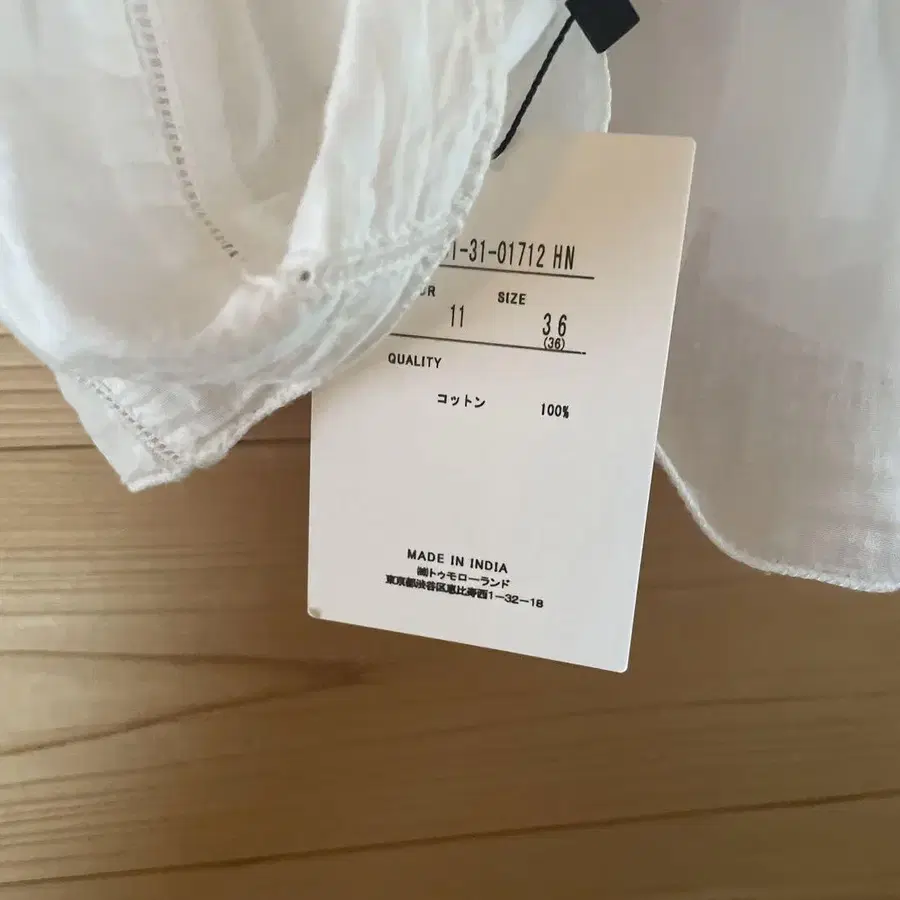 1-31-01712 HN
OR SIZE
11 36
(36)
QUALITY
コットン 100%
MADE IN INDIA
㈱トゥモローランド
東京都渋谷区恵比寿西1-32-18